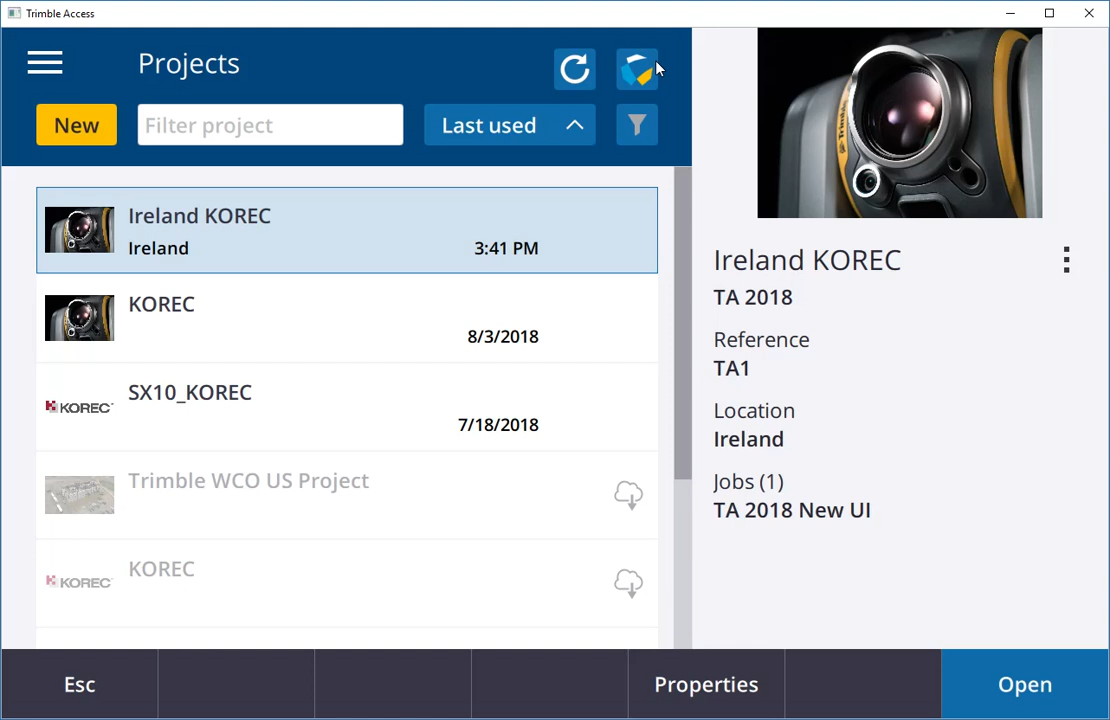 Trimble Access
Projects
New
Filter project
Last used
Ireland KOREC
Ireland
3:41 PM
KOREC
8/3/2018
KOREC
SX10_KOREC
7/18/2018
Trimble WCO US Project
KOREC
KOREC
Trimble
Ireland KOREC
TA 2018
Reference
TA1
Location
Ireland
Jobs (1)
TA 2018 New UI
Esc
Properties
Open